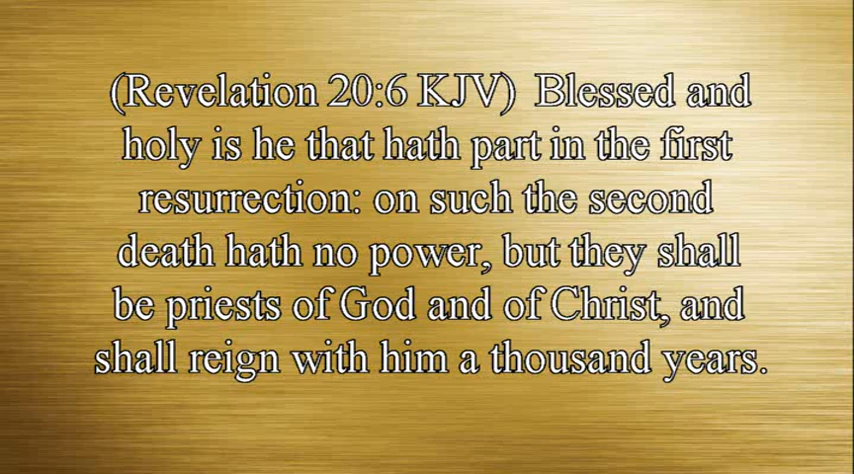 (Revelation 20:6 KJV)  Blessed and
holy is he that hath part in the first
resurrection: on such the second
death hath no power, but they shall
be priests of God and of Christ, and
shall reign with him a thousand years.